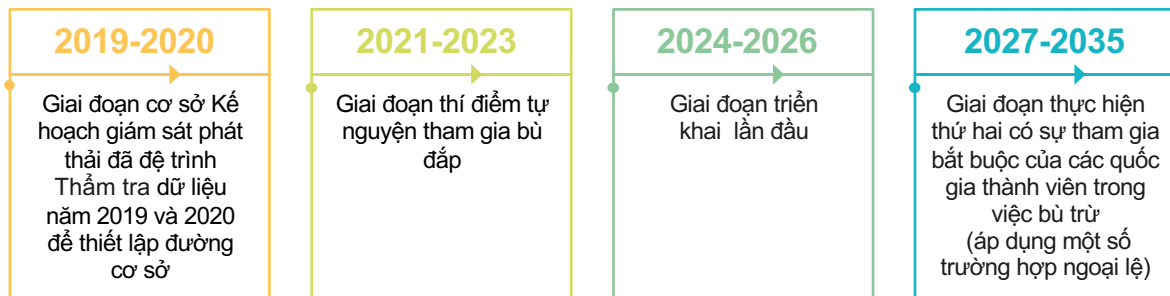 2019-2020
Giai đoạn cơ sở Kế
hoạch giám sát phát
thải đã đệ trình
Thẩm tra dữ liệu
năm 2019 và 2020
để thiết lập đường
cơ sở
2021-2023
Giai đoạn thí điểm tự
nguyện tham gia bù
đắp
2024-2026
Giai đoạn triển
khai lần đầu
2027-2035
Giai đoạn thực hiện
thứ hai có sự tham gia
bắt buộc của các quốc
gia thành viên trong
việc bù trừ
(áp dụng một số
trường hợp ngoại lệ)